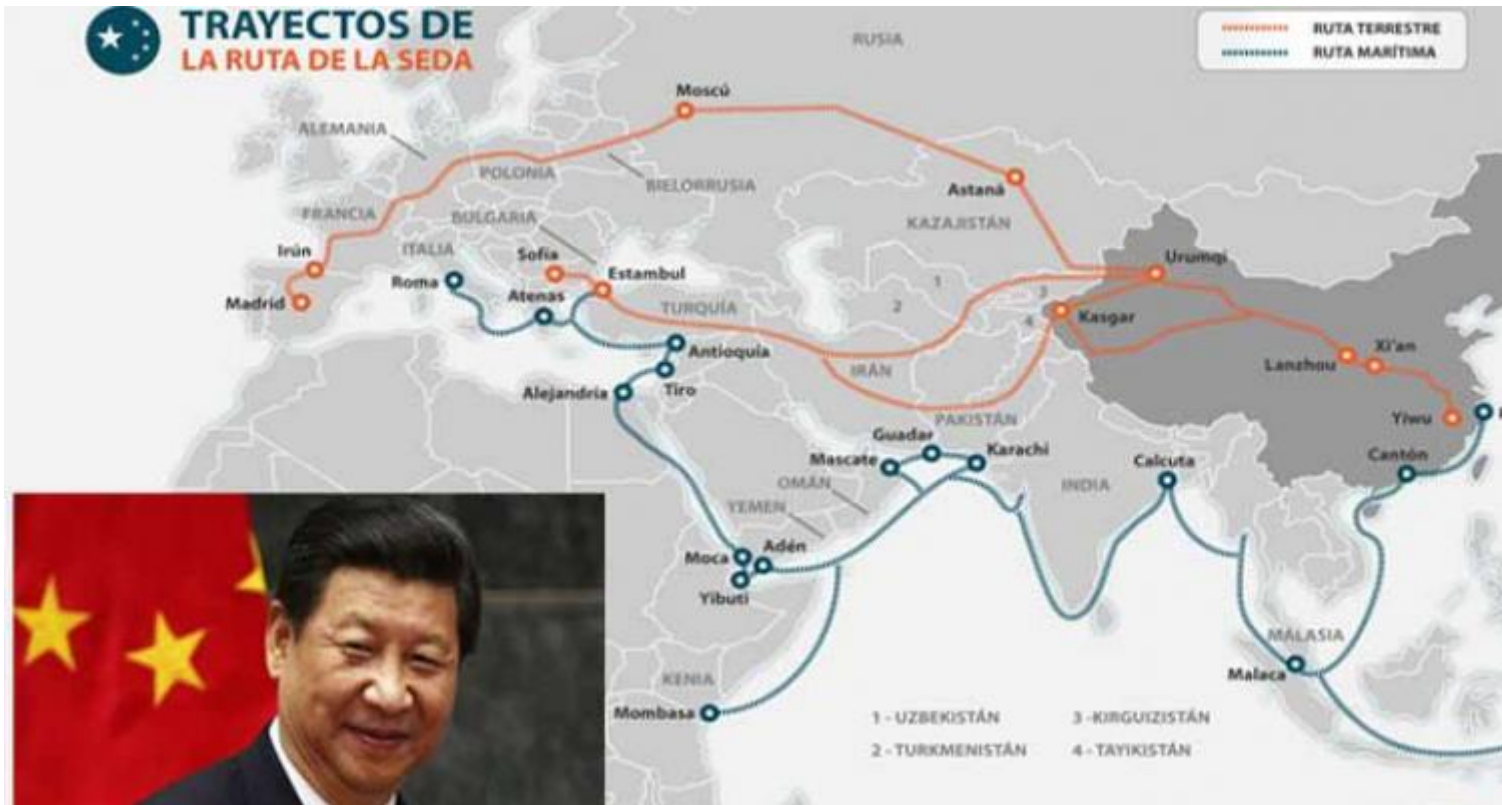 TRAYECTOS DE
LA RUTA DE LA SEDA
RUTA TERRESTRE
RUTA MARÍTIMA
RUSIA
Moscú
ALEMANIA
POLONIA
BIELORRUSIA
Astaná
KAZAJISTÁN
FRANCIA
BULGARIA
ITALIA
Irún
Sofía
Estambul
Urumqi
Roma
Madrid
Atenas
TURQUÍA
1
2
3
4
Kasgar
Antioquía
IRÁN
Lanzhou
Xi'an
Alejandría
Tiro
PAKISTÁN
Yiwu
Guadar
Mascate
Karachi
Calcuta
Cantón
OMÁN
INDIA
YEMEN
Moca
Adén
Yibuti
MALASIA
Malaca
KENIA
Mombasa
1 - UZBEKISTÁN
2 - TURKMENISTÁN
3 -KIRGUIZISTÁN
4 - TAYIKISTÁN